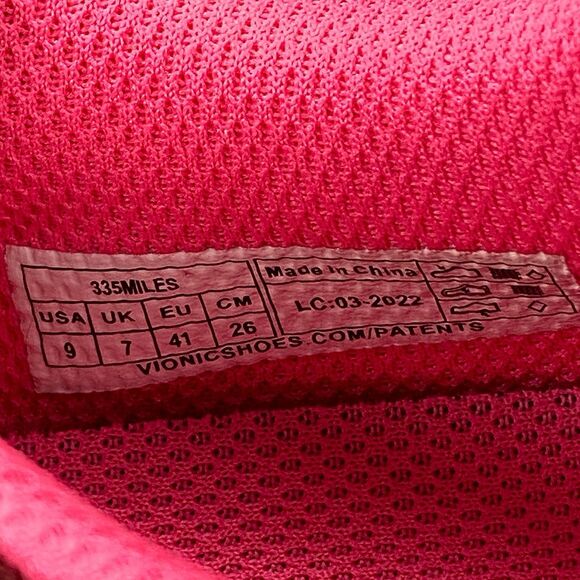 335MILES
USA UK EU CM
9 7 41 26
Made in China
LC:03-2022
VIONICSHOES.COM/PATENTS